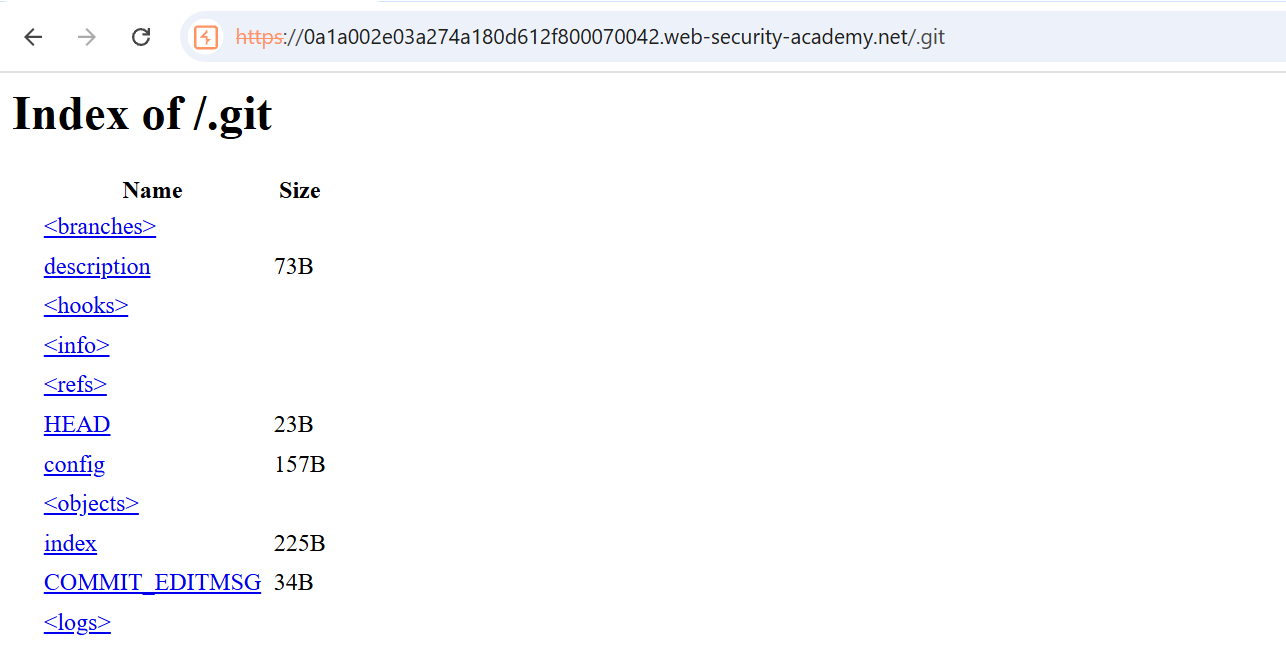 https://0a1a002e03a274a180d612f800070042.web-security-academy.net/.git
Index of /.git
Name Size
<branches>
description 73B
<hooks>
<info>
<refs>
HEAD 23B
config 157B
<objects>
index 225B
COMMIT_EDITMSG 34B
<logs>